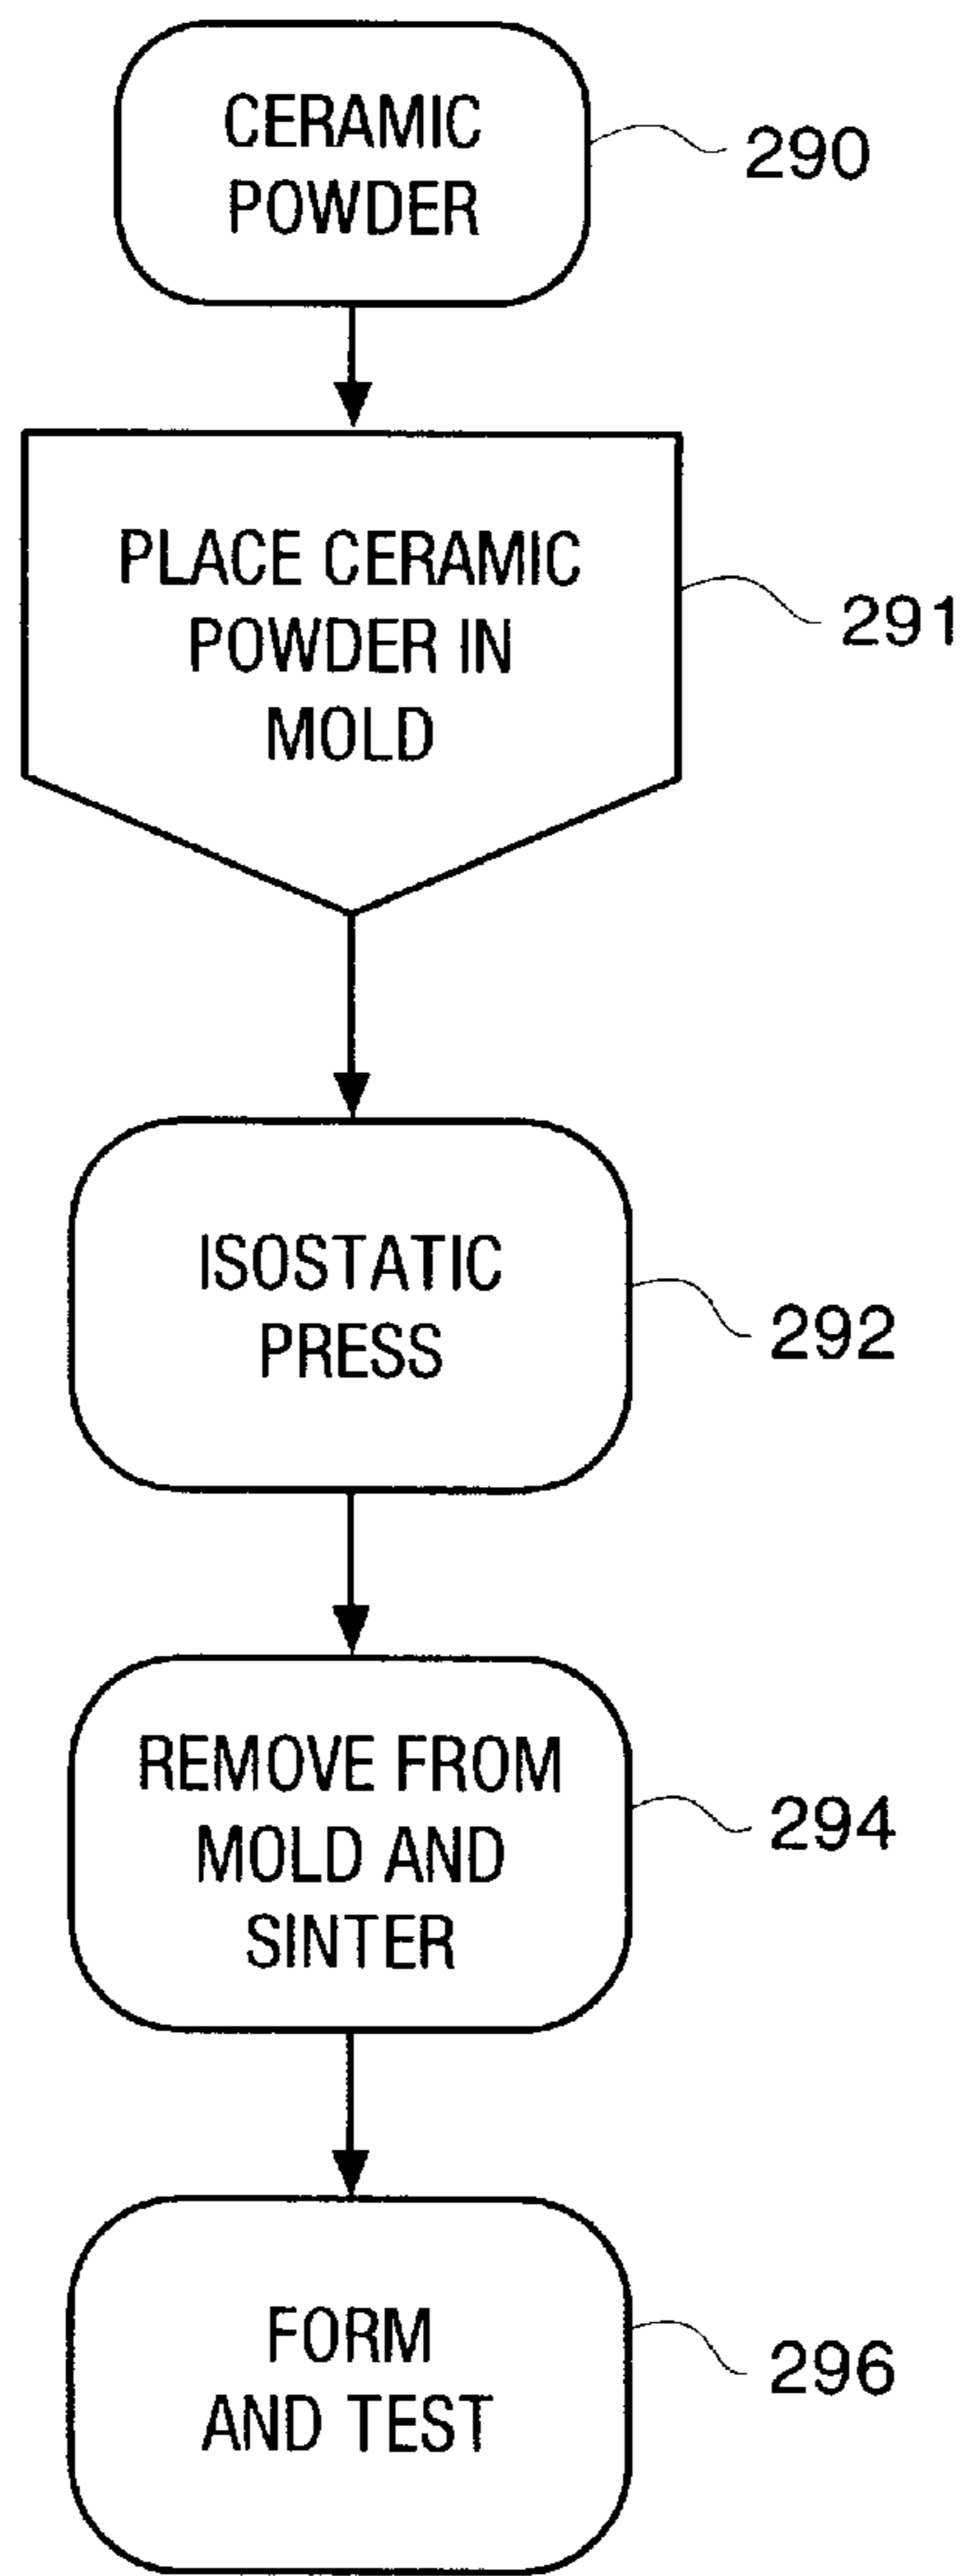 CERAMIC
POWDER
290
PLACE CERAMIC
POWDER IN
MOLD
291
ISOSTATIC
PRESS
292
REMOVE FROM
MOLD AND
SINTER
294
FORM
AND TEST
296